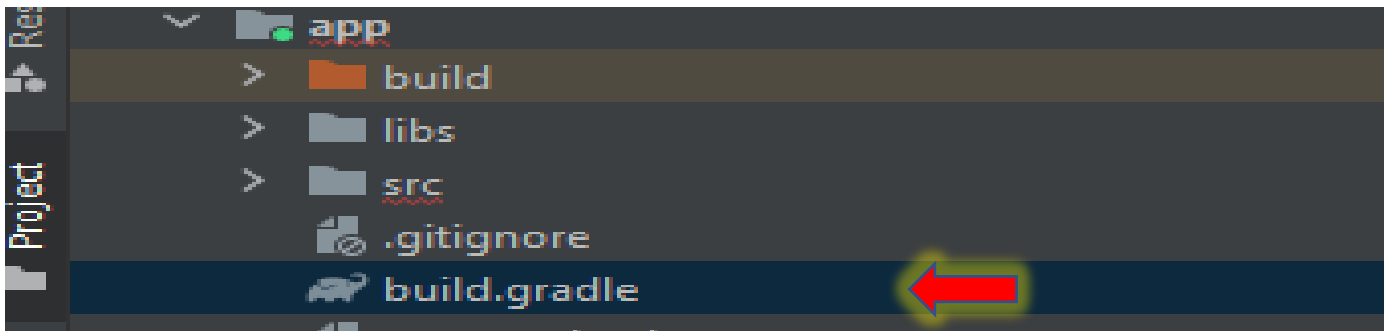 Res
app
build
libs
src
Project
.gitignore
build.gradle